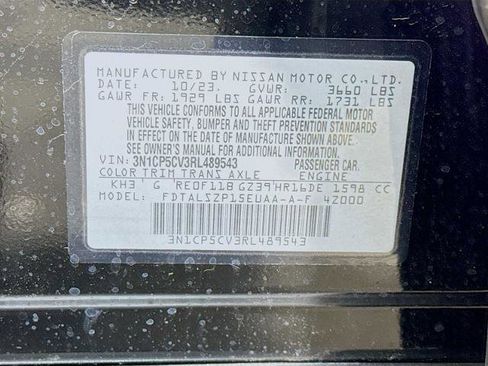 MANUFACTURED BY NISSAN MOTOR CO.,LTD.
DATE: 10/23. GVWR: 3660 LBS
GAWR FR: 1929 LBS GAWR RR: 1731 LBS
THIS VEHICLE CONFORMS TO ALL APPLICABLE FEDERAL MOTOR
VEHICLE SAFETY, BUMPER AND THEFT PREVENTION STANDARDS
IN EFFECT ON THE DATE OF MANUFACTURE SHOWN ABOVE.
SEE OWNER'S MANUAL FOR ADDITIONAL INFORMATION
VIN: 3N1CP5CV3RL489543 PASSENGER CAR.
COLOR TRIM TRANS AXLE ENGINE
KH3 G RE0F11B GZ39 HR16DE 1598 CC
MODEL: FDTALSZP15EUAA-A-F 42000
3N1CP5CV3RL489543